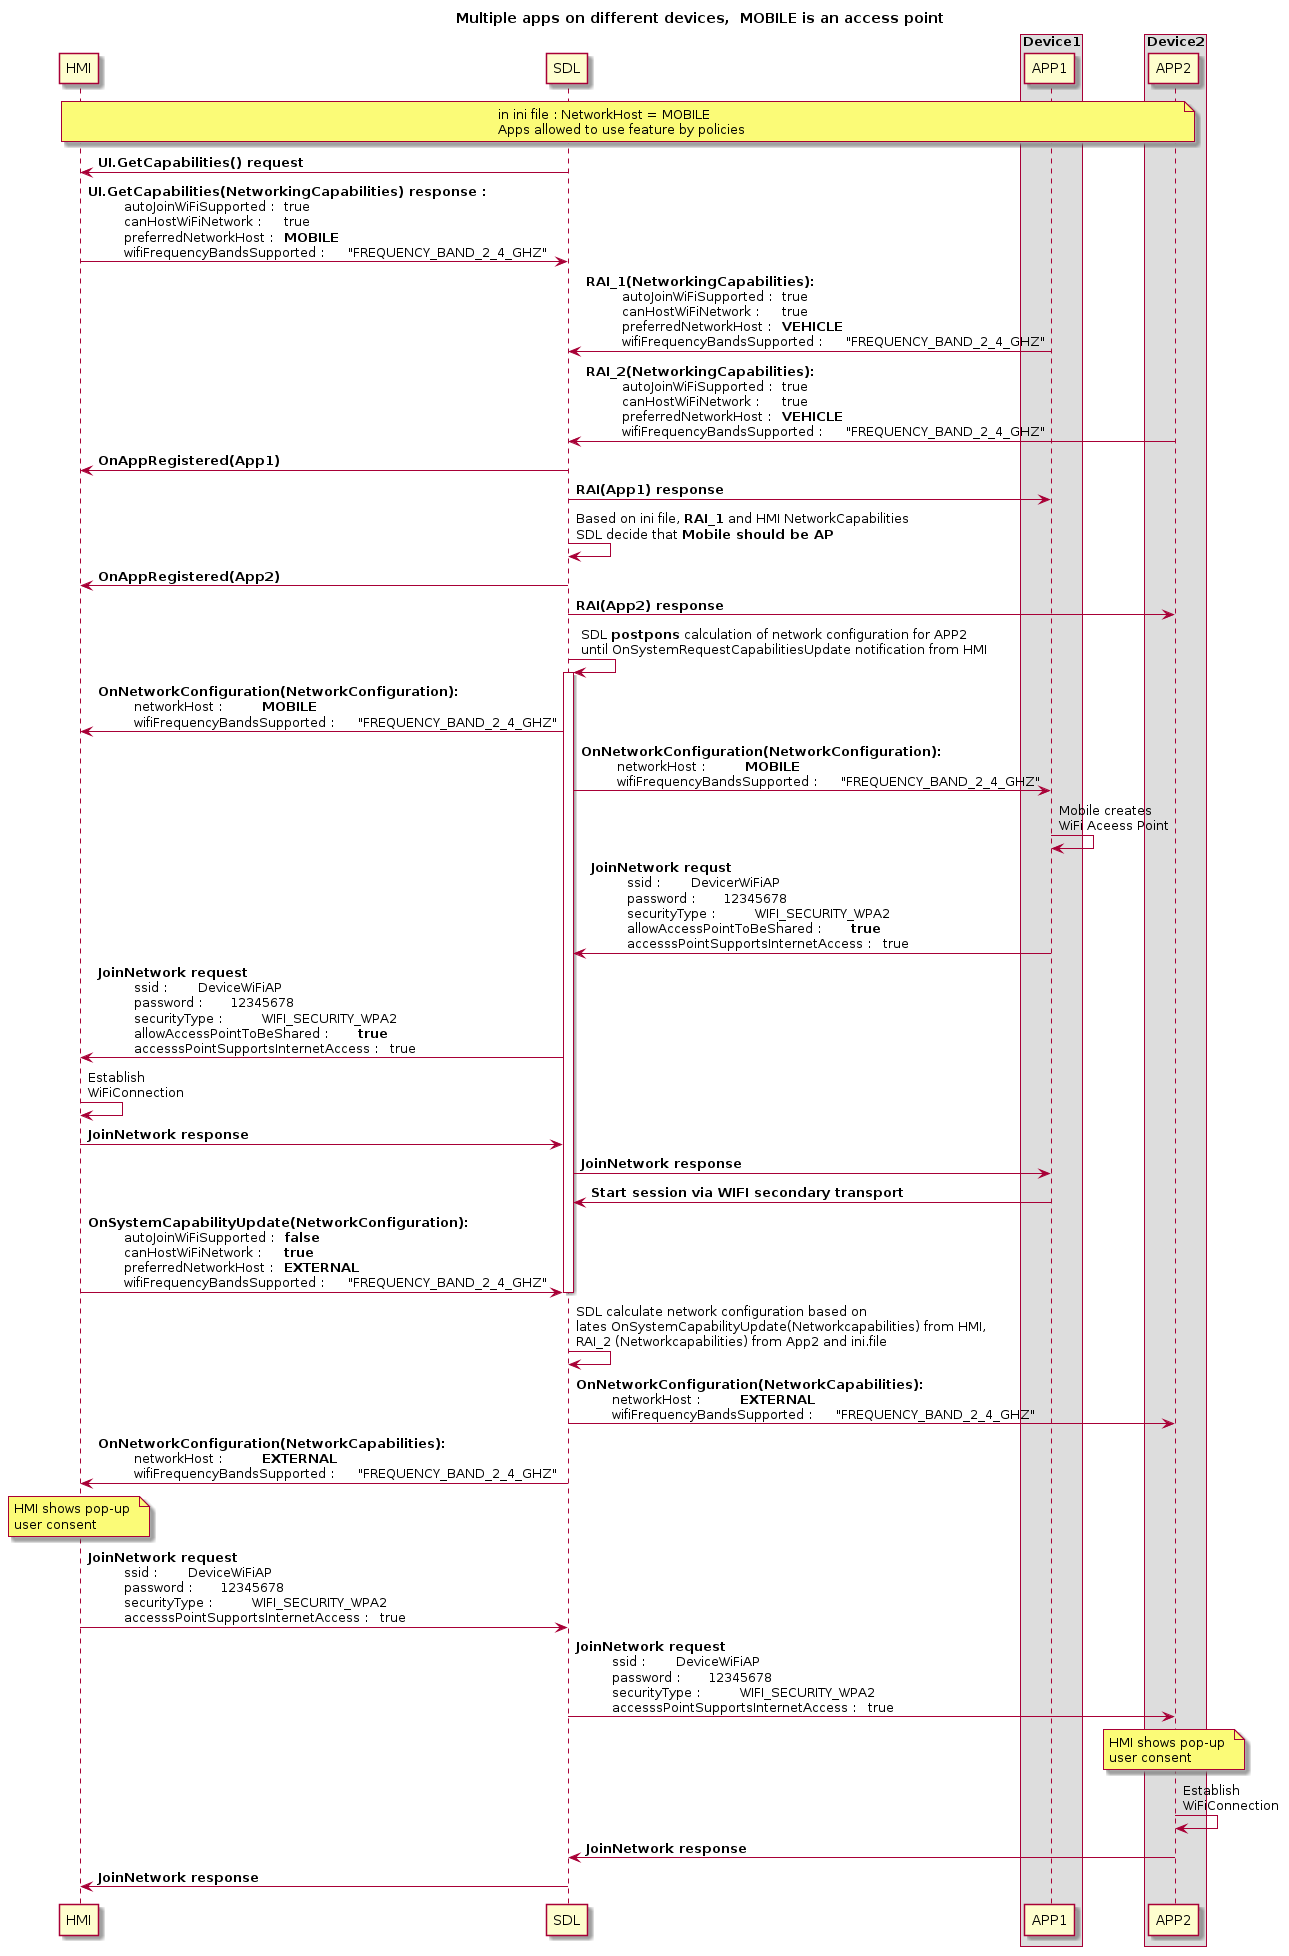 Multiple apps on different devices,  MOBILE is an access point
Device1
Device2
HMI
SDL
APP1
APP2
in ini file : NetworkHost = MOBILE
Apps allowed to use feature by policies
UI.GetCapabilities() request
UI.GetCapabilities(NetworkingCapabilities) response :
autoJoinWiFiSupported : true
canHostWiFiNetwork : true
preferredNetworkHost : MOBILE
wifiFrequencyBandsSupported : "FREQUENCY_BAND_2_4_GHZ"
RAI_1(NetworkingCapabilities):
autoJoinWiFiSupported : true
canHostWiFiNetwork : true
preferredNetworkHost : VEHICLE
wifiFrequencyBandsSupported : "FREQUENCY_BAND_2_4_GHZ"
RAI_2(NetworkingCapabilities):
autoJoinWiFiSupported : true
canHostWiFiNetwork : true
preferredNetworkHost : VEHICLE
wifiFrequencyBandsSupported : "FREQUENCY_BAND_2_4_GHZ"
OnAppRegistered(App1)
RAI(App1) response
Based on ini file, RAI_1 and HMI NetworkCapabilities
SDL decide that Mobile should be AP
OnAppRegistered(App2)
RAI(App2) response
SDL postpons calculation of network configuration for APP2
until OnSystemRequestCapabilitiesUpdate notification from HMI
OnNetworkConfiguration(NetworkConfiguration):
networkHost : MOBILE
wifiFrequencyBandsSupported : "FREQUENCY_BAND_2_4_GHZ"
OnNetworkConfiguration(NetworkConfiguration):
networkHost : MOBILE
wifiFrequencyBandsSupported : "FREQUENCY_BAND_2_4_GHZ"
Mobile creates
WiFi Aceess Point
JoinNetwork requst
ssid : DevicerWiFiAP
password : 12345678
securityType : WIFI_SECURITY_WPA2
allowAccessPointToBeShared : true
accesssPointSupportsInternetAccess : true
JoinNetwork request
ssid : DeviceWiFiAP
password : 12345678
securityType : WIFI_SECURITY_WPA2
allowAccessPointToBeShared : true
accesssPointSupportsInternetAccess : true
Establish
WiFiConnection
JoinNetwork response
JoinNetwork response
Start session via WIFI secondary transport
OnSystemCapabilityUpdate(NetworkConfiguration):
autoJoinWiFiSupported : false
canHostWiFiNetwork : true
preferredNetworkHost : EXTERNAL
wifiFrequencyBandsSupported : "FREQUENCY_BAND_2_4_GHZ"
SDL calculate network configuration based on
lates OnSystemCapabilityUpdate(Networkcapabilities) from HMI,
RAI_2 (Networkcapabilities) from App2 and ini.file
OnNetworkConfiguration(NetworkCapabilities):
networkHost : EXTERNAL
wifiFrequencyBandsSupported : "FREQUENCY_BAND_2_4_GHZ"
OnNetworkConfiguration(NetworkCapabilities):
networkHost : EXTERNAL
wifiFrequencyBandsSupported : "FREQUENCY_BAND_2_4_GHZ"
HMI shows pop-up
user consent
JoinNetwork request
ssid : DeviceWiFiAP
password : 12345678
securityType : WIFI_SECURITY_WPA2
accesssPointSupportsInternetAccess : true
JoinNetwork request
ssid : DeviceWiFiAP
password : 12345678
securityType : WIFI_SECURITY_WPA2
accesssPointSupportsInternetAccess : true
HMI shows pop-up
user consent
Establish
WiFiConnection
JoinNetwork response
JoinNetwork response
HMI
SDL
APP1
APP2